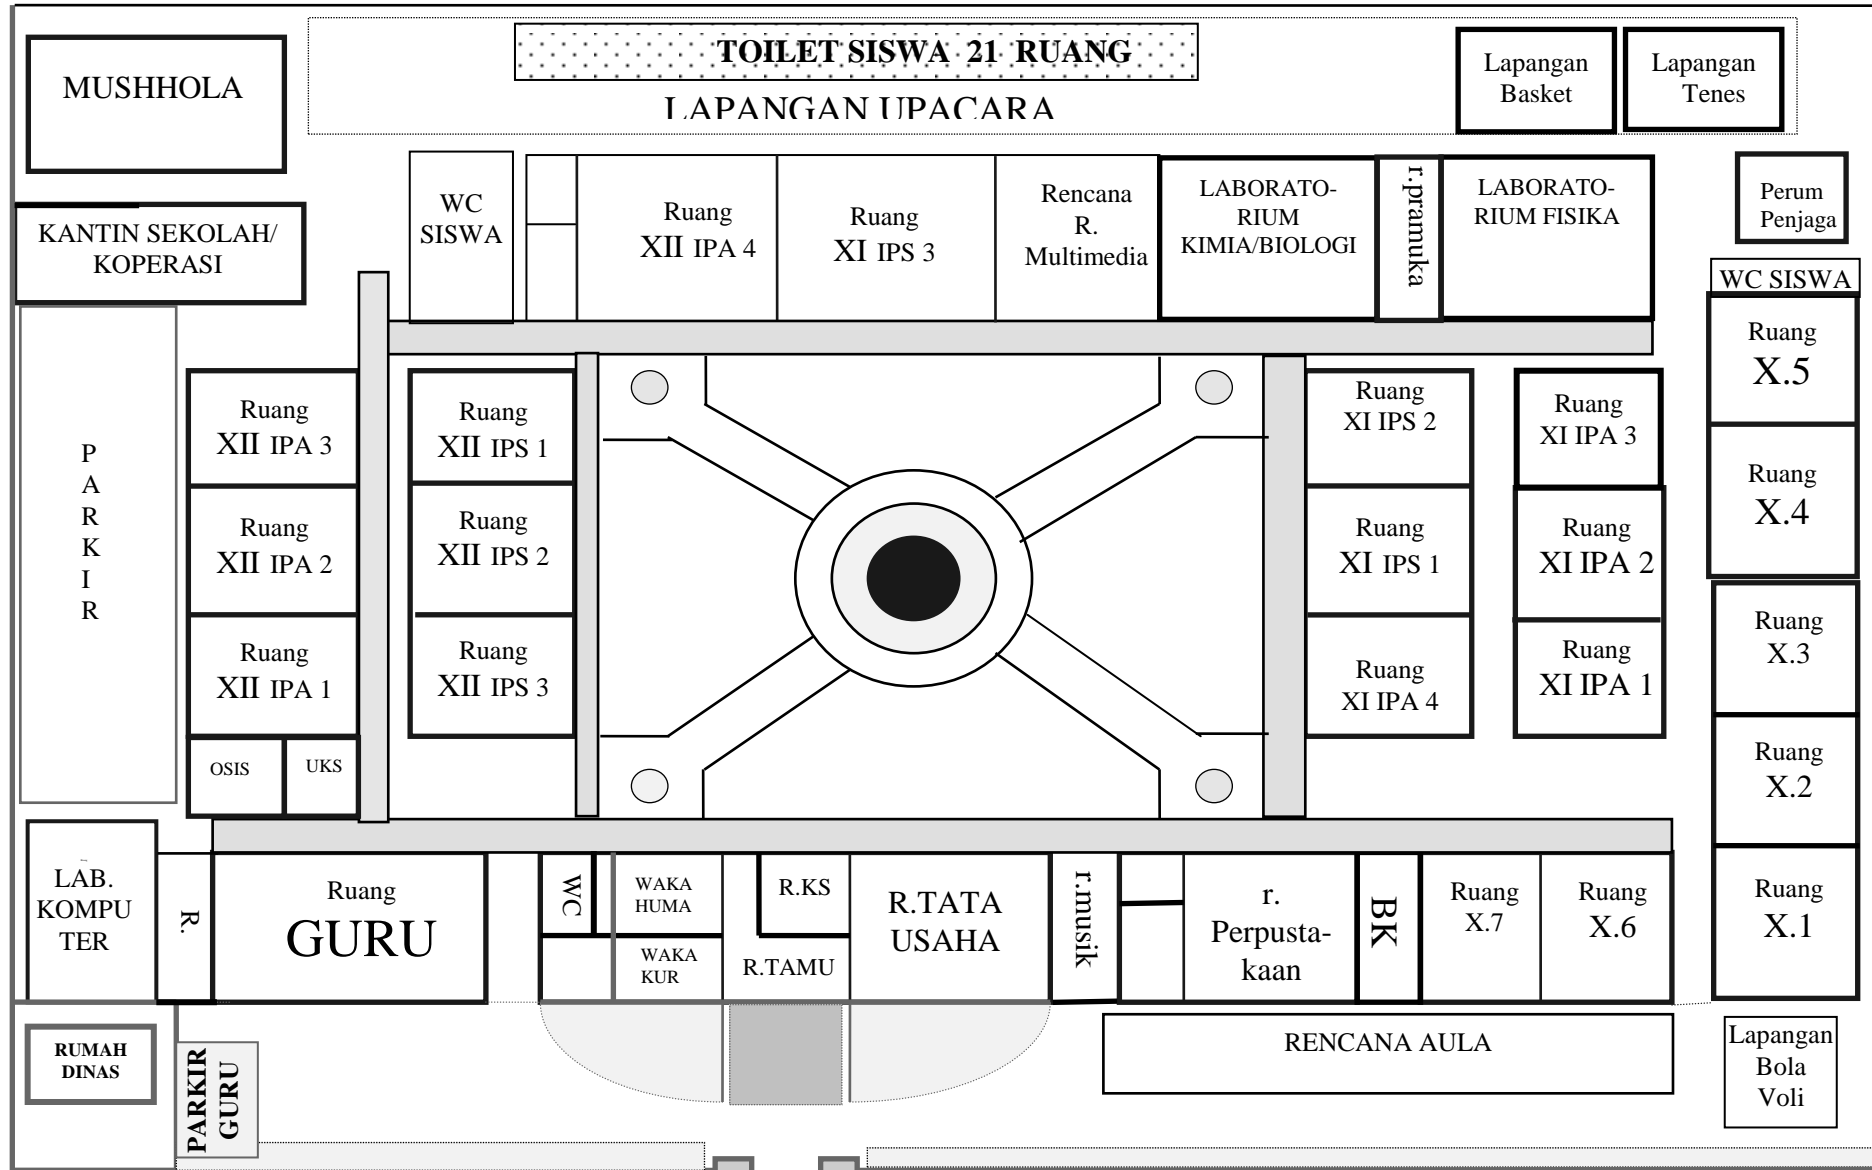 TOILET SISWA 21 RUANG
LAPANGAN UPACARA
MUSHHOLA
Lapangan
Basket
Lapangan
Tenes
KANTIN SEKOLAH/
KOPERASI
WC
SISWA
Ruang
XII IPA 4
Ruang
XI IPS 3
Rencana
R.
Multimedia
LABORATO-
RIUM
KIMIA/BIOLOGI
r.pramuka
LABORATO-
RIUM FISIKA
Perum
Penjaga
WC SISWA
P
A
R
K
I
R
Ruang
XII IPA 3
Ruang
XII IPA 2
Ruang
XII IPA 1
OSIS
UKS
Ruang
XII IPS 1
Ruang
XII IPS 2
Ruang
XII IPS 3
Ruang
XI IPS 2
Ruang
XI IPS 1
Ruang
XI IPA 4
Ruang
XI IPA 3
Ruang
XI IPA 2
Ruang
XI IPA 1
Ruang
X.5
Ruang
X.4
Ruang
X.3
Ruang
X.2
Ruang
X.1
LAB.
KOMPU
TER
R.
Ruang
GURU
WC
WAKA
HUMA
WAKA
KUR
R.KS
R.TAMU
R.TATA
USAHA
r.musik
r.
Perpusta-
kaan
BK
Ruang
X.7
Ruang
X.6
RUMAH
DINAS
PARKIR
GURU
RENCANA AULA
Lapangan
Bola
Voli